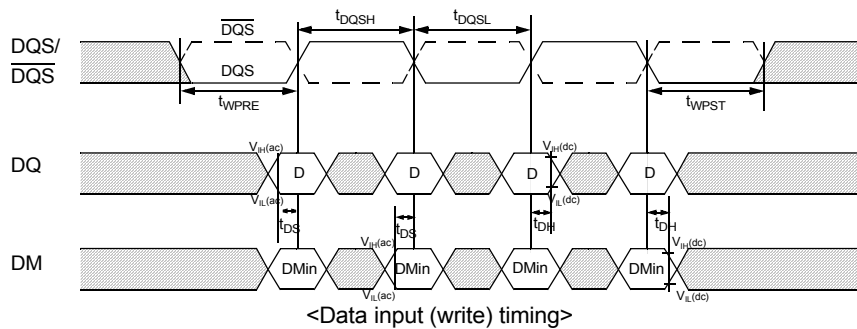 DQS/
DQS
DQS
DQS
tDQSH
tDQSL
tWPRE
tWPST
DQ
VIH(ac)
VIL(ac)
D
D
D
D
VIH(dc)
VIL(dc)
tDS
tDS
tDH
tDH
DM
VIH(ac)
VIL(ac)
DMin
DMin
DMin
DMin
VIH(dc)
VIL(dc)
<Data input (write) timing>